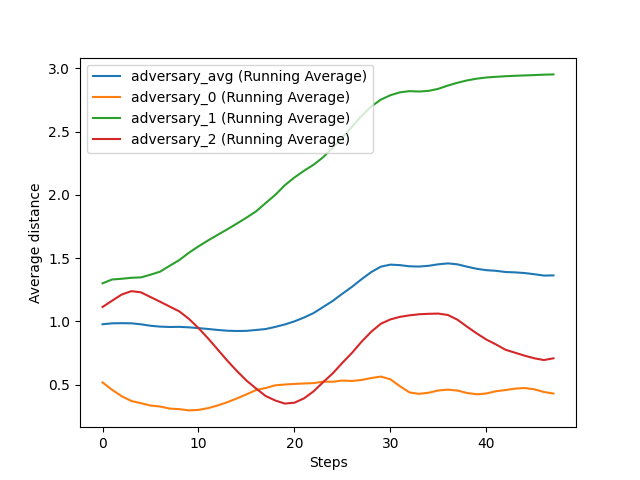 3.0
2.5
2.0
1.5
1.0
0.5
Average distance
adversary_avg (Running Average)
adversary_0 (Running Average)
adversary_1 (Running Average)
adversary_2 (Running Average)
0 10 20 30 40
Steps